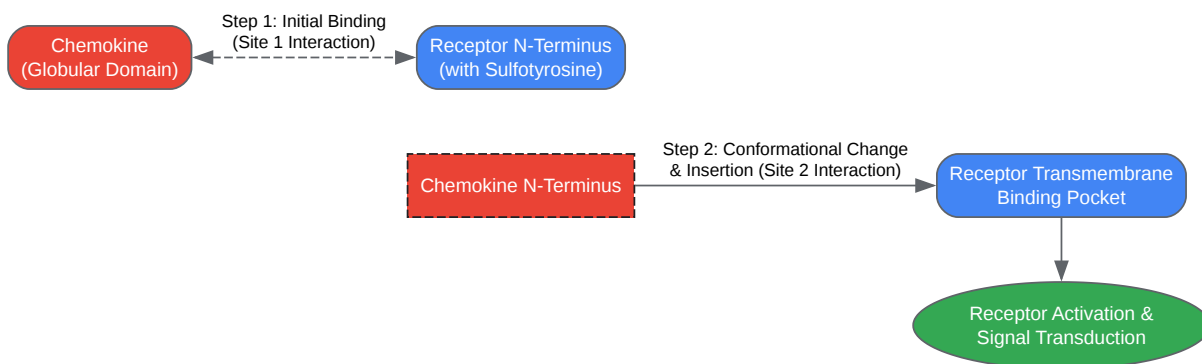 Chemokine
(Globular Domain)
Step 1: Initial Binding
(Site 1 Interaction)
Receptor N-Terminus
(with Sulfotyrosine)
Chemokine N-Terminus
Step 2: Conformational Change
& Insertion (Site 2 Interaction)
Receptor Transmembrane
Binding Pocket
Receptor Activation &
Signal Transduction